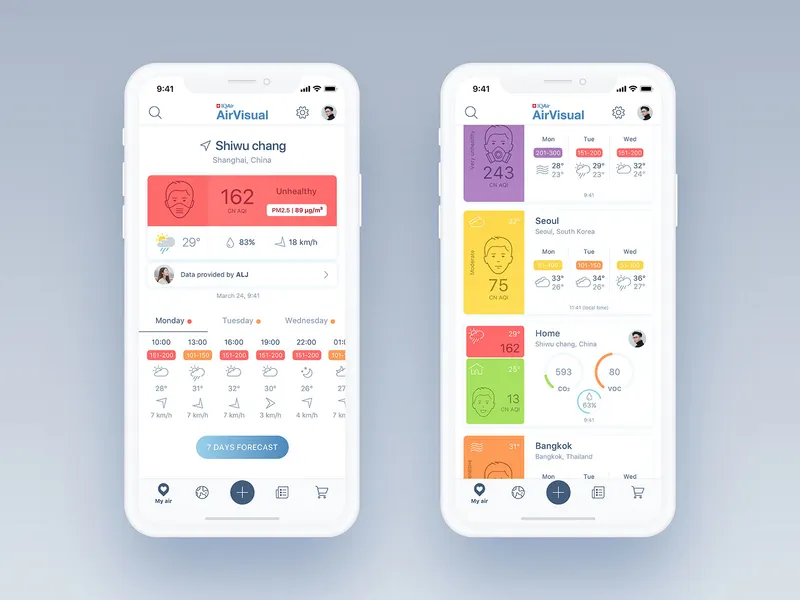 9:41
IQAir
AirVisual
Shiwu chang
Shanghai, China
162
CN AQI
Unhealthy
PM2.5 | 89 µg/m³
29°
83%
18 km/h
Data provided by ALJ
March 24, 9:41
Monday
Tuesday
Wednesday
10:00 13:00 16:00 19:00 22:00 01:
151-200 101-150 151-200 151-200 151-200 101-
28° 31° 32° 30° 26° 27
7 km/h 7 km/h 7 km/h 3 km/h 4 km/h 7 km
7 DAYS FORECAST
My air
9:41
IQAir
AirVisual
Very unhealthy
243
CN AQI
Mon Tue Wed
201-300 151-200 151-200
28° 29° 32°
23° 23° 24°
9:41
22°
Moderate
75
CN AQI
Seoul
Seoul, South Korea
Mon Tue Wed
51-100 101-150 51-100
33° 34° 36°
26° 26° 27°
11:41 (local time)
29°
162
25°
13
CN AQI
Home
Shiwu chang, China
593
CO₂
80
VOC
63%
9:41
31°
Bangkok
Bangkok, Thailand
Mon Tue Wed
My air